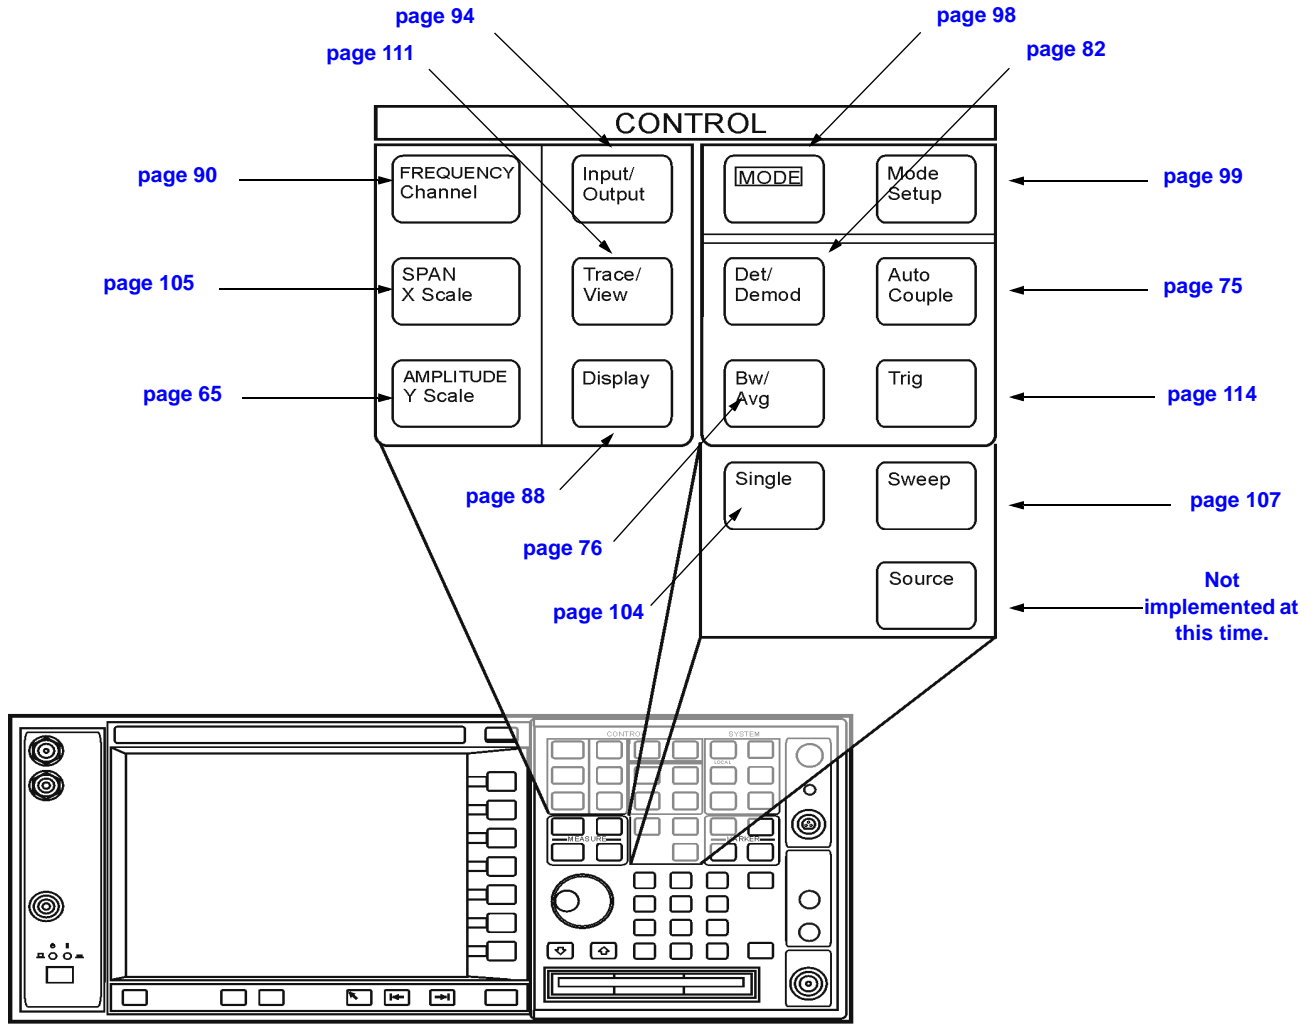 page 94
page 98
page 111
page 82
CONTROL
page 90
FREQUENCY
Channel
Input/
Output
MODE
Mode
Setup
page 99
page 105
SPAN
X Scale
Trace/
View
Det/
Demod
Auto
Couple
page 75
page 65
AMPLITUDE
Y Scale
Display
Bw/
Avg
Trig
page 114
page 88
Single
Sweep
page 107
page 76
page 104
Source
Not
implemented at
this time.
CONTROL
SYSTEM
LOCAL
MEASURE
MARKER